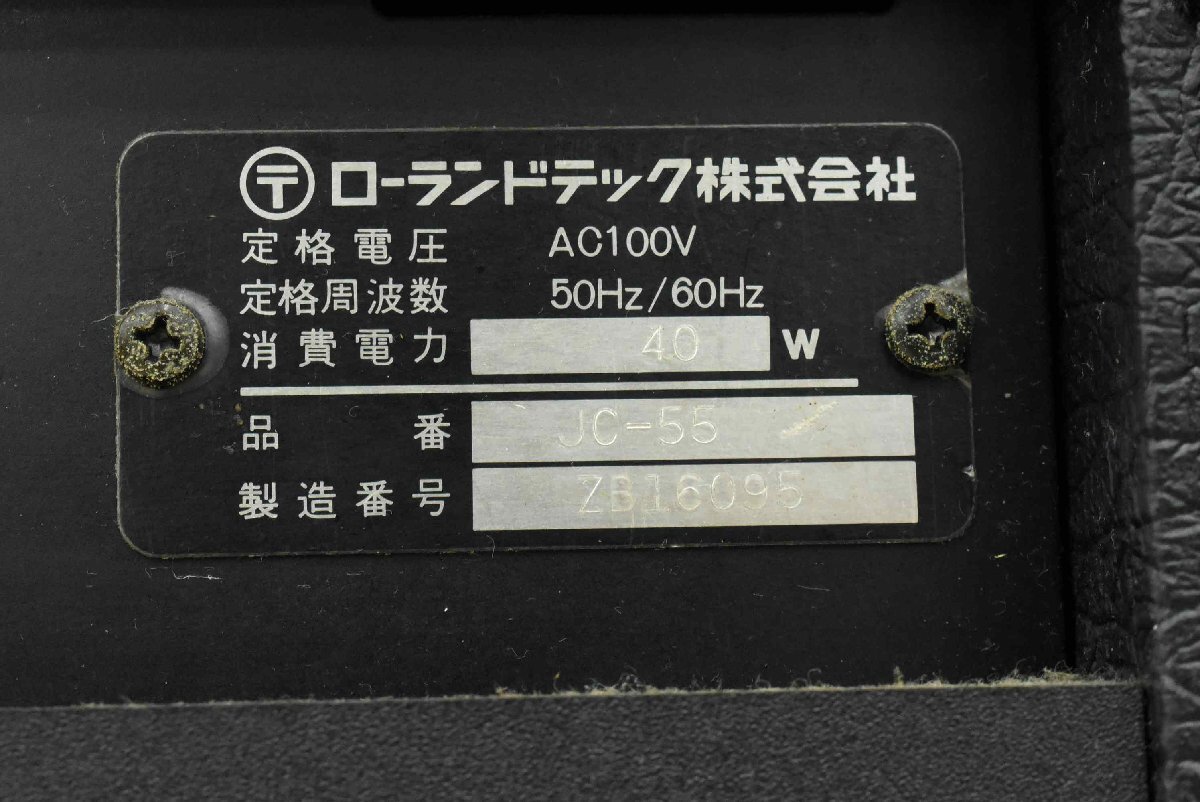 〒 ローランドテック株式会社
定格電圧 AC100V
定格周波数 50Hz/60Hz
消費電力 40 W
品番 JC-55
製造番号 ZB16095